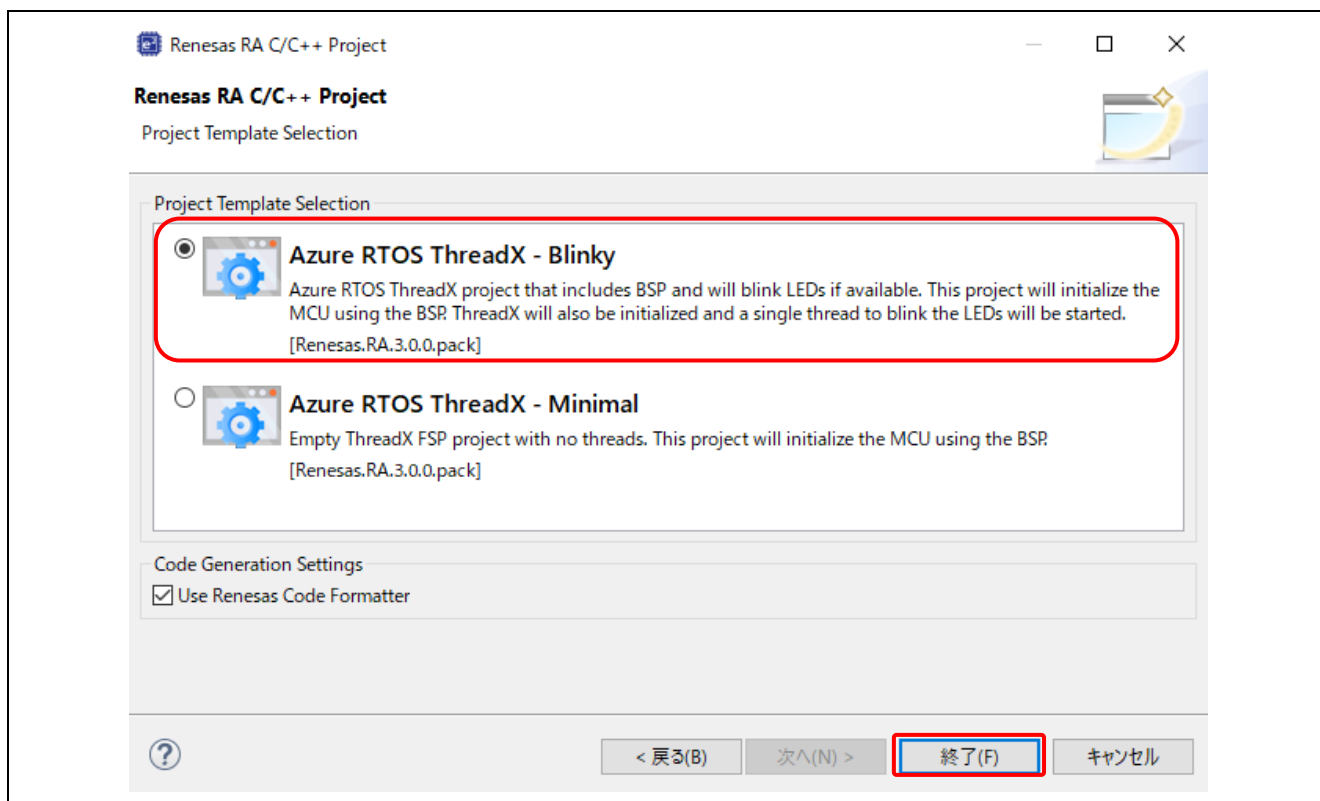 Renesas RA C/C++ Project
Renesas RA C/C++ Project
Project Template Selection
Project Template Selection
Azure RTOS ThreadX - Blinky
Azure RTOS ThreadX project that includes BSP and will blink LEDs if available. This project will initialize the
MCU using the BSP. ThreadX will also be initialized and a single thread to blink the LEDs will be started.
[Renesas.RA.3.0.0.pack]
Azure RTOS ThreadX - Minimal
Empty ThreadX FSP project with no threads. This project will initialize the MCU using the BSP.
[Renesas.RA.3.0.0.pack]
Code Generation Settings
Use Renesas Code Formatter
? < 戻る(B) 次へ(N) > 終了(F) キャンセル